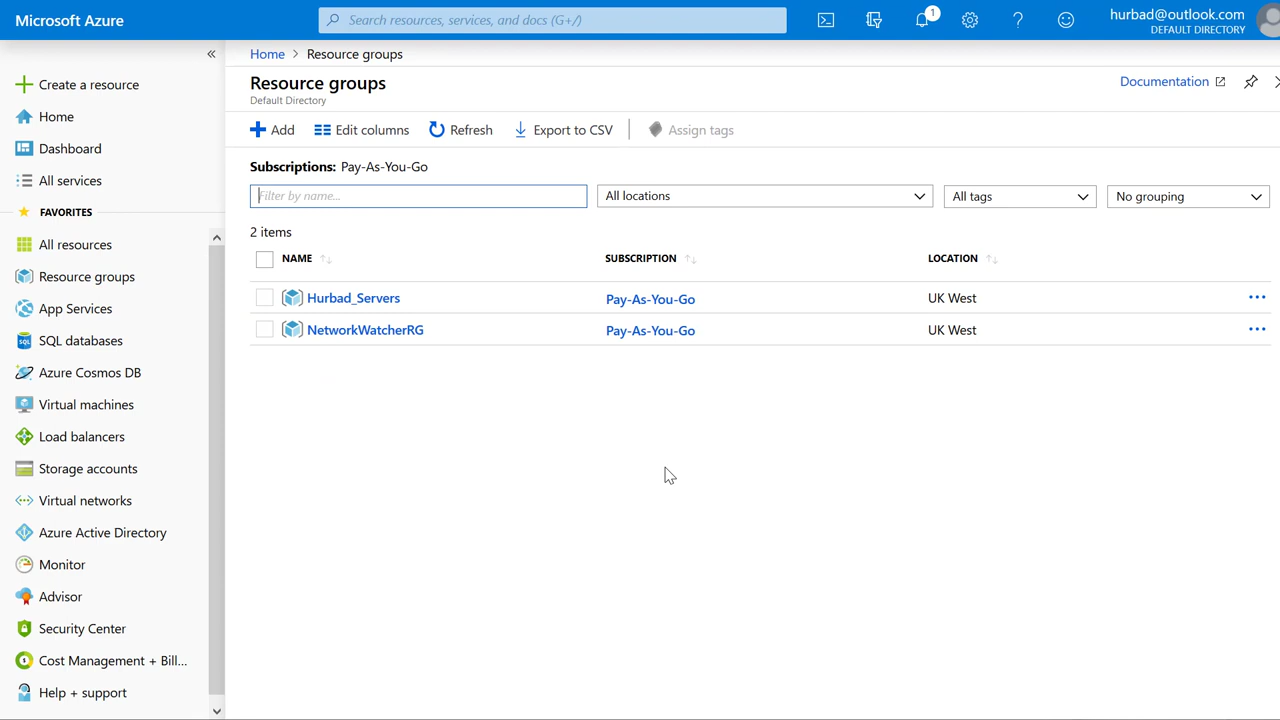 Microsoft Azure
Search resources, services, and docs (G+/)
1
hurbad@outlook.com
DEFAULT DIRECTORY
«
Create a resource
Home
Dashboard
All services
FAVORITES
All resources
Resource groups
App Services
SQL databases
Azure Cosmos DB
Virtual machines
Load balancers
Storage accounts
Virtual networks
Azure Active Directory
Monitor
Advisor
Security Center
Cost Management + Bill...
Help + support
Home > Resource groups
Resource groups
Default Directory
Documentation
Add Edit columns Refresh Export to CSV Assign tags
Subscriptions: Pay-As-You-Go
Filter by name... All locations All tags No grouping
2 items
NAME SUBSCRIPTION LOCATION
Hurbad_Servers Pay-As-You-Go UK West ...
NetworkWatcherRG Pay-As-You-Go UK West ...